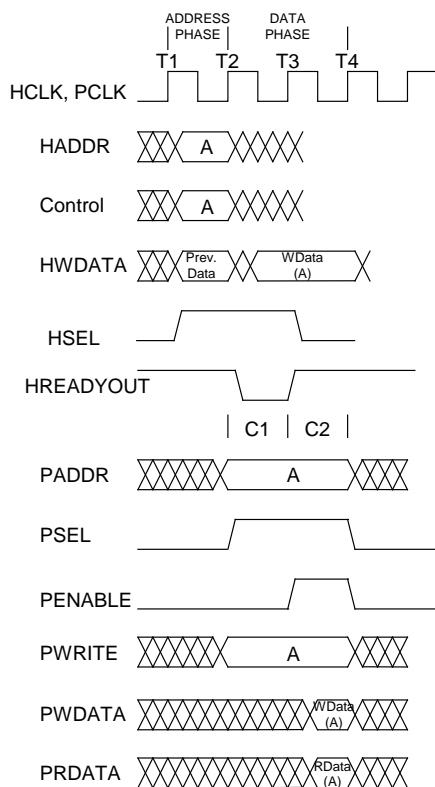 ADDRESS PHASE
DATA PHASE
T1 T2 T3 T4
HCLK, PCLK
HADDR
A
Control
A
HWDATA
Prev. Data
WData (A)
HSEL
HREADYOUT
C1 C2
PADDR
A
PSEL
PENABLE
PWRITE
A
PWDATA
WData (A)
PRDATA
RData (A)